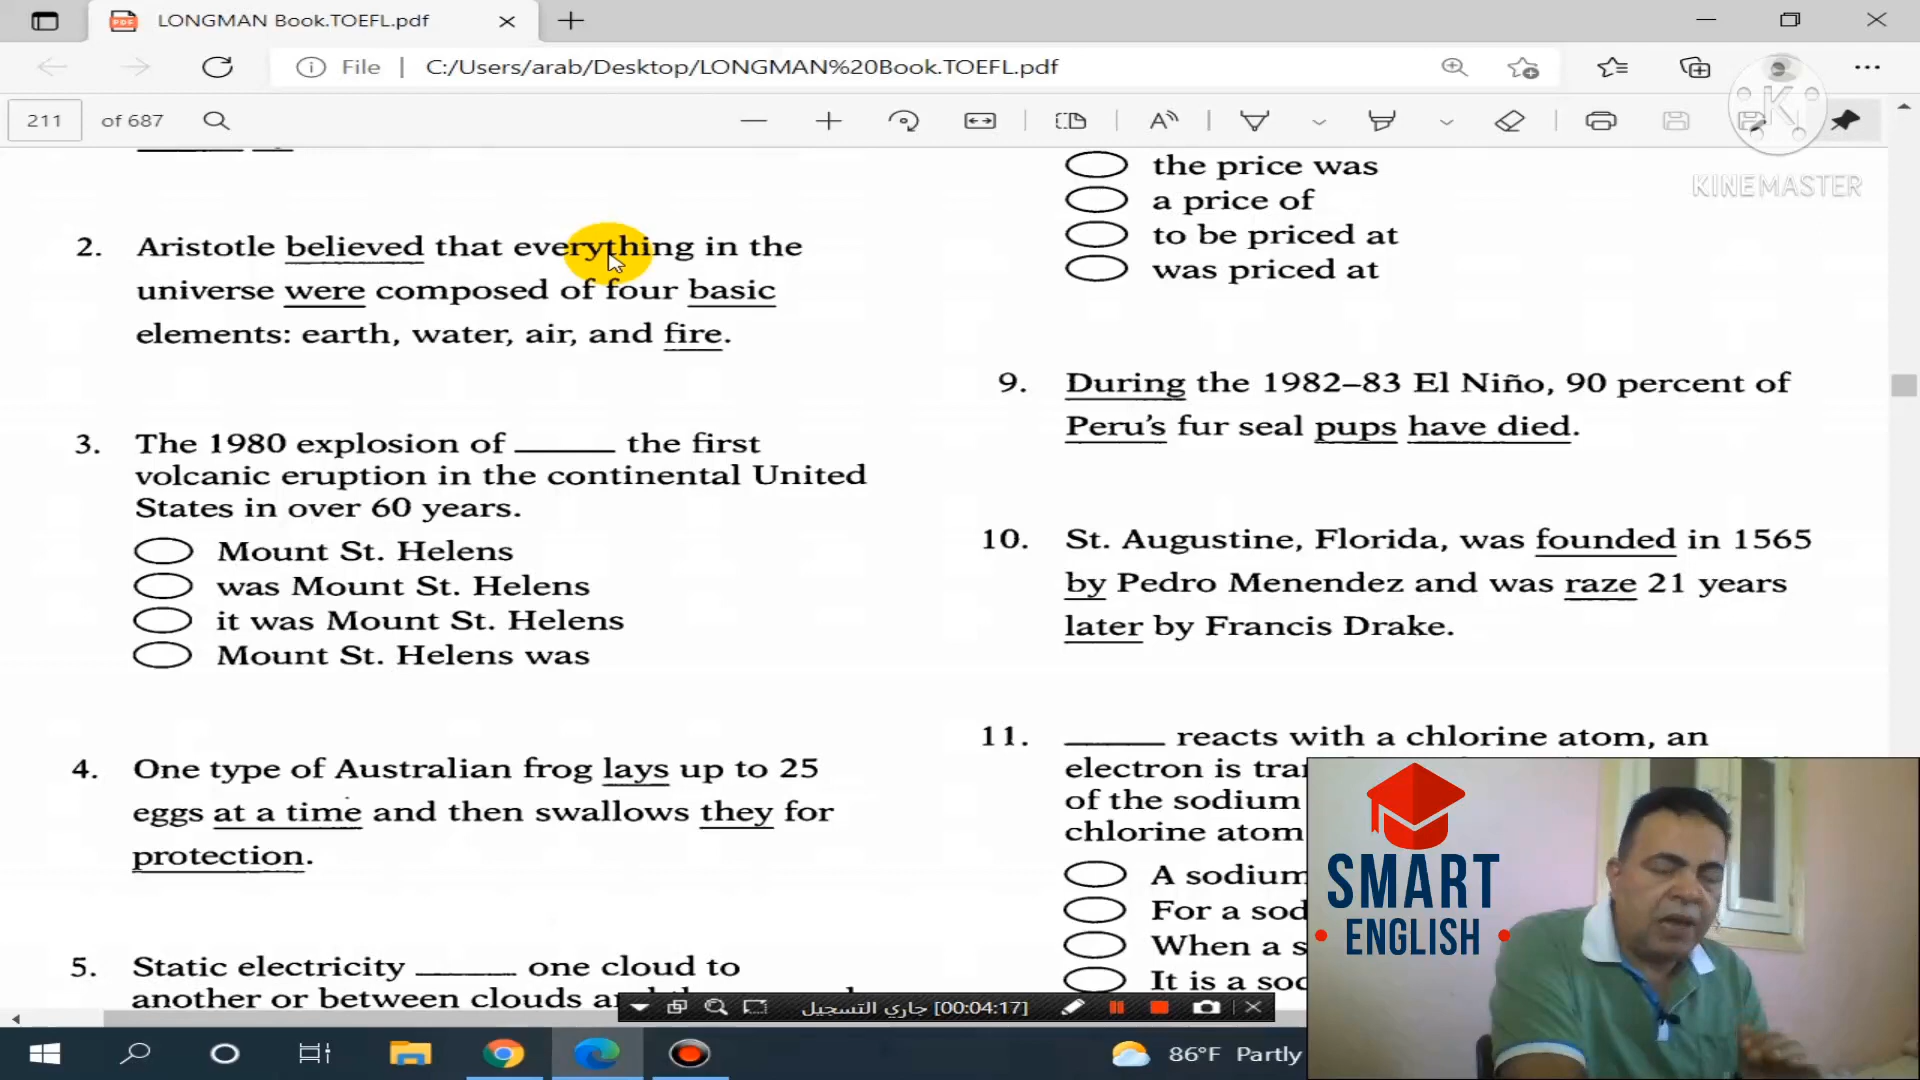 LONGMAN Book.TOEFL.pdf
File
C:/Users/arab/Desktop/LONGMAN%20Book.TOEFL.pdf
211 of 687
KINEMASTER
2. Aristotle believed that everything in the
universe were composed of four basic
elements: earth, water, air, and fire.
3. The 1980 explosion of ______ the first
volcanic eruption in the continental United
States in over 60 years.
Mount St. Helens
was Mount St. Helens
it was Mount St. Helens
Mount St. Helens was
4. One type of Australian frog lays up to 25
eggs at a time and then swallows they for
protection.
5. Static electricity ______ one cloud to
another or between clouds
the price was
a price of
to be priced at
was priced at
9. During the 1982–83 El Niño, 90 percent of
Peru's fur seal pups have died.
10. St. Augustine, Florida, was founded in 1565
by Pedro Menendez and was raze 21 years
later by Francis Drake.
11. ______ reacts with a chlorine atom, an
electron is
of the sodium
chlorine atom
A sodium
For a sod
When a s
It is a soc
SMART
ENGLISH
جاري التسجيل [00:04:17]
86°F Partly